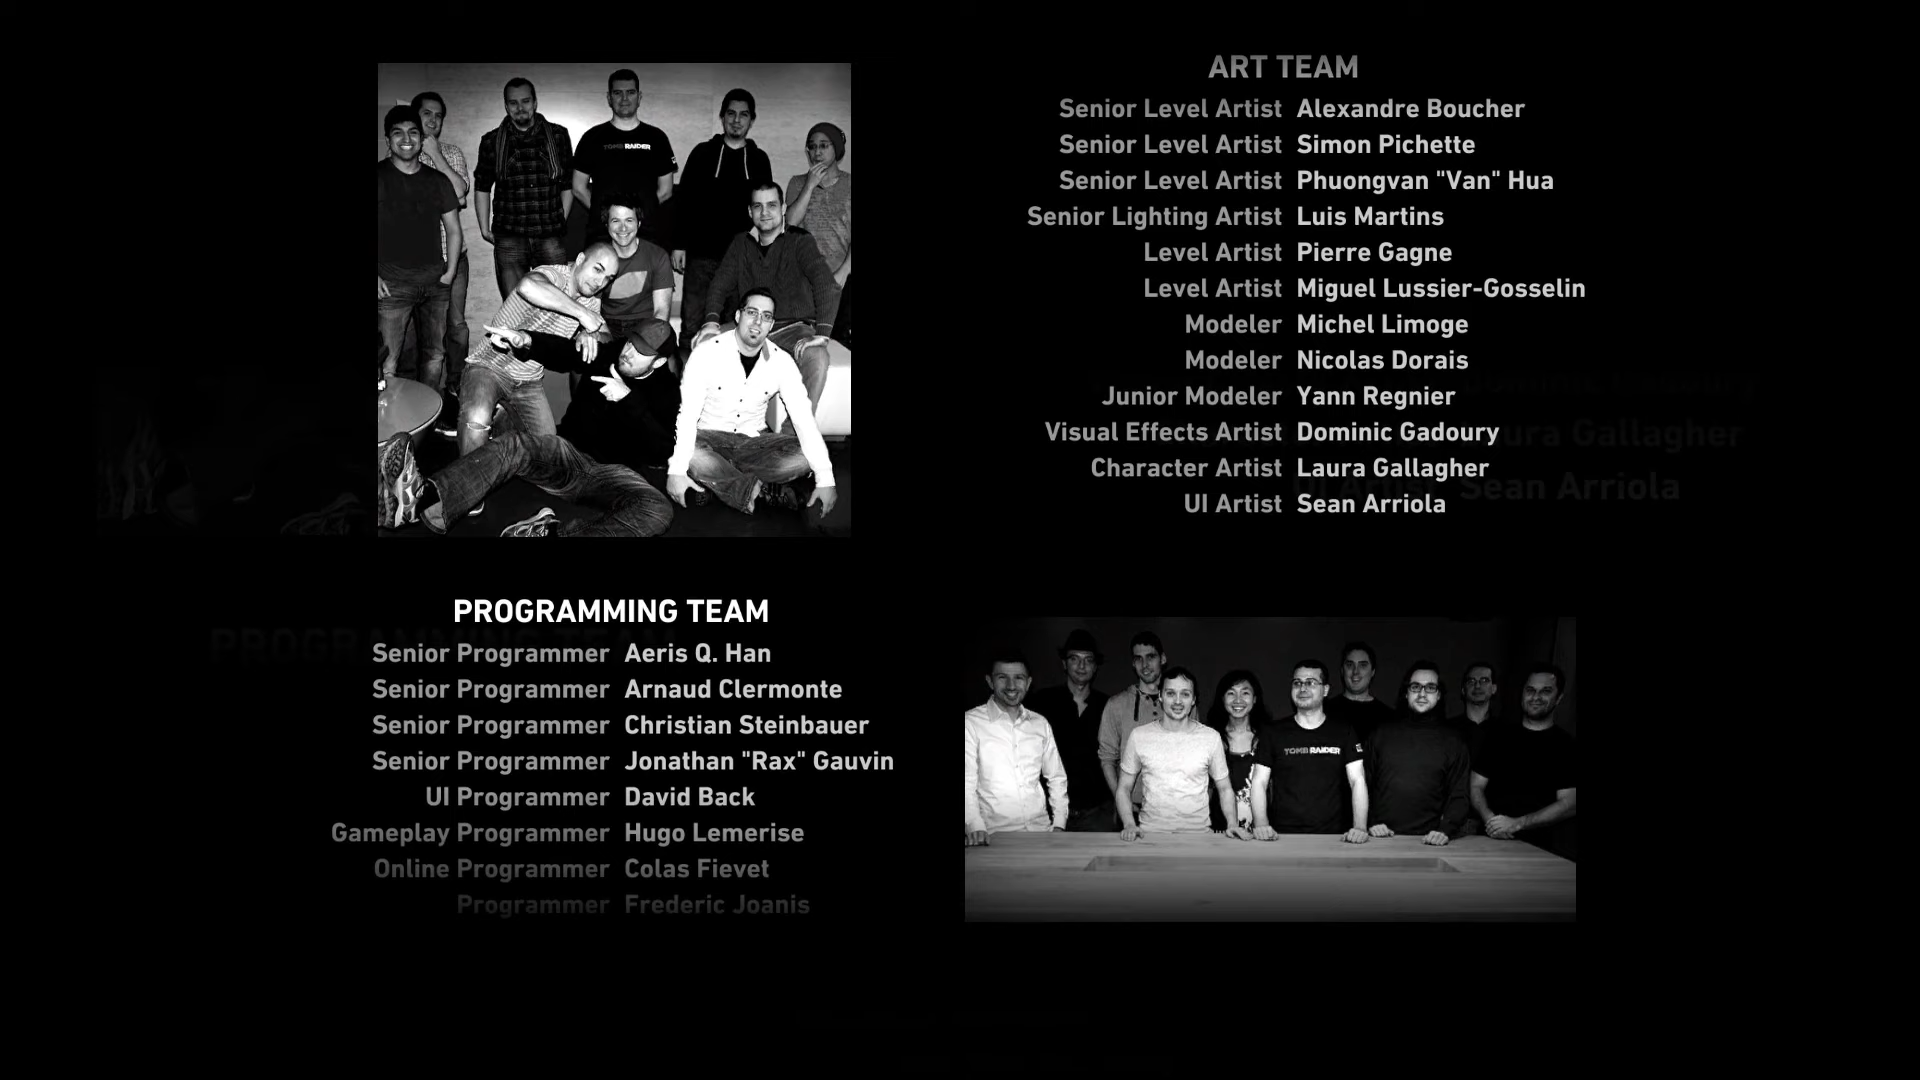 ART TEAM
Senior Level Artist Alexandre Boucher
Senior Level Artist Simon Pichette
Senior Level Artist Phuongvan "Van" Hua
Senior Lighting Artist Luis Martins
Level Artist Pierre Gagne
Level Artist Miguel Lussier-Gosselin
Modeler Michel Limoge
Modeler Nicolas Dorais
Junior Modeler Yann Regnier
Visual Effects Artist Dominic Gadoury
Character Artist Laura Gallagher
UI Artist Sean Arriola
TOMB RAIDER
PROGRAMMING TEAM
Senior Programmer Aeris Q. Han
Senior Programmer Arnaud Clermonte
Senior Programmer Christian Steinbauer
Senior Programmer Jonathan "Rax" Gauvin
UI Programmer David Back
Gameplay Programmer Hugo Lemerise
Online Programmer Colas Fievet
Programmer Frederic Joanis
TOMB RAIDER